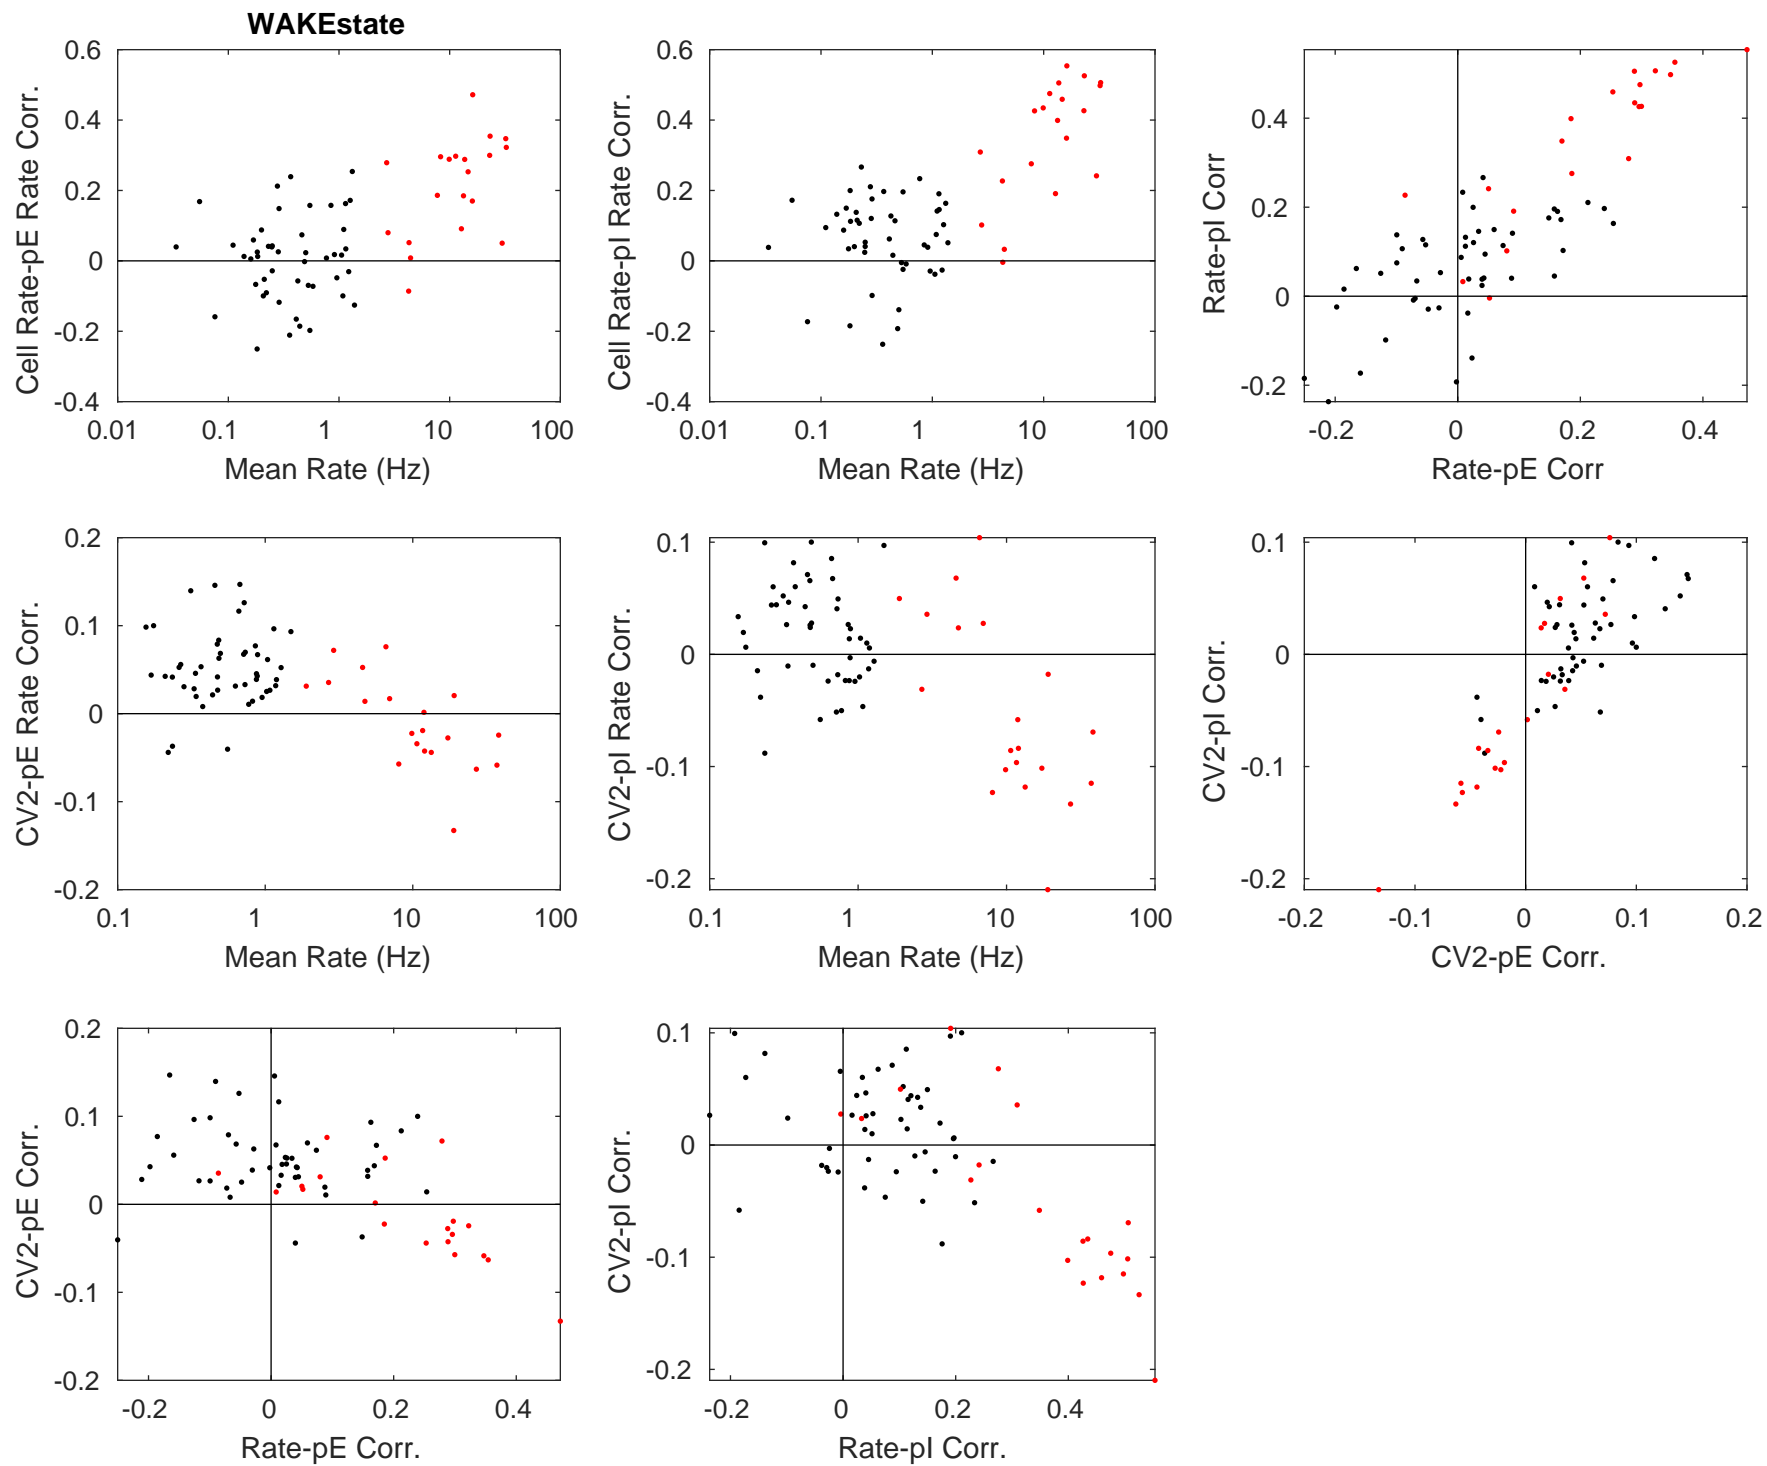 WAKEstate
0.6
0.4
0.2
0
-0.2
-0.4
0.01 0.1 1 10 100
Cell Rate-pE Rate Corr.
Mean Rate (Hz)
0.6
0.4
0.2
0
-0.2
-0.4
0.01 0.1 1 10 100
Cell Rate-pI Rate Corr.
Mean Rate (Hz)
0.4
0.2
0
-0.2
-0.2 0 0.2 0.4
Rate-pI Corr
Rate-pE Corr
0.2
0.1
0
-0.1
-0.2
0.1 1 10 100
CV2-pE Rate Corr.
Mean Rate (Hz)
0.1
0
-0.1
-0.2
0.1 1 10 100
CV2-pI Rate Corr.
Mean Rate (Hz)
0.1
0
-0.1
-0.2
-0.2 -0.1 0 0.1 0.2
CV2-pI Corr.
CV2-pE Corr.
0.2
0.1
0
-0.1
-0.2
-0.2 0 0.2 0.4
CV2-pE Corr.
Rate-pE Corr.
0.1
0
-0.1
-0.2
-0.2 0 0.2 0.4
CV2-pI Corr.
Rate-pI Corr.